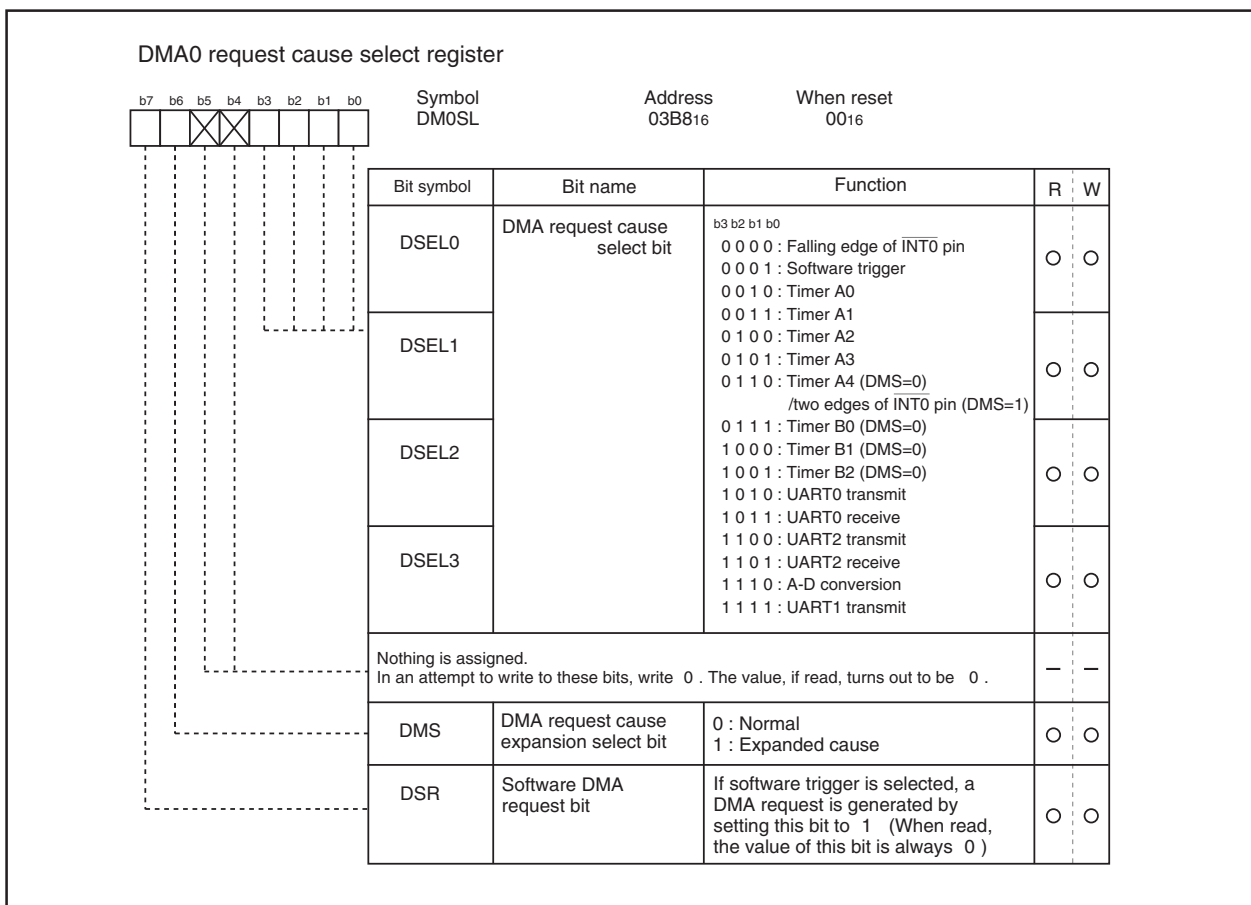 DMA0 request cause select register
b7 b6 b5 b4 b3 b2 b1 b0
Symbol Address When reset
DM0SL 03B816 0016
Bit symbol Bit name Function R W
DSEL0 DMA request cause select bit
b3 b2 b1 b0
0 0 0 0 : Falling edge of INT0 pin
0 0 0 1 : Software trigger
0 0 1 0 : Timer A0
0 0 1 1 : Timer A1
DSEL1
0 1 0 0 : Timer A2
0 1 0 1 : Timer A3
0 1 1 0 : Timer A4 (DMS=0)
/two edges of INT0 pin (DMS=1)
0 1 1 1 : Timer B0 (DMS=0)
DSEL2
1 0 0 0 : Timer B1 (DMS=0)
1 0 0 1 : Timer B2 (DMS=0)
1 0 1 0 : UART0 transmit
1 0 1 1 : UART0 receive
1 1 0 0 : UART2 transmit
DSEL3
1 1 0 1 : UART2 receive
1 1 1 0 : A-D conversion
1 1 1 1 : UART1 transmit
Nothing is assigned.
In an attempt to write to these bits, write 0 . The value, if read, turns out to be 0 .
DMS
DMA request cause
expansion select bit
0 : Normal
1 : Expanded cause
DSR
Software DMA
request bit
If software trigger is selected, a
DMA request is generated by
setting this bit to 1 (When read,
the value of this bit is always 0 )